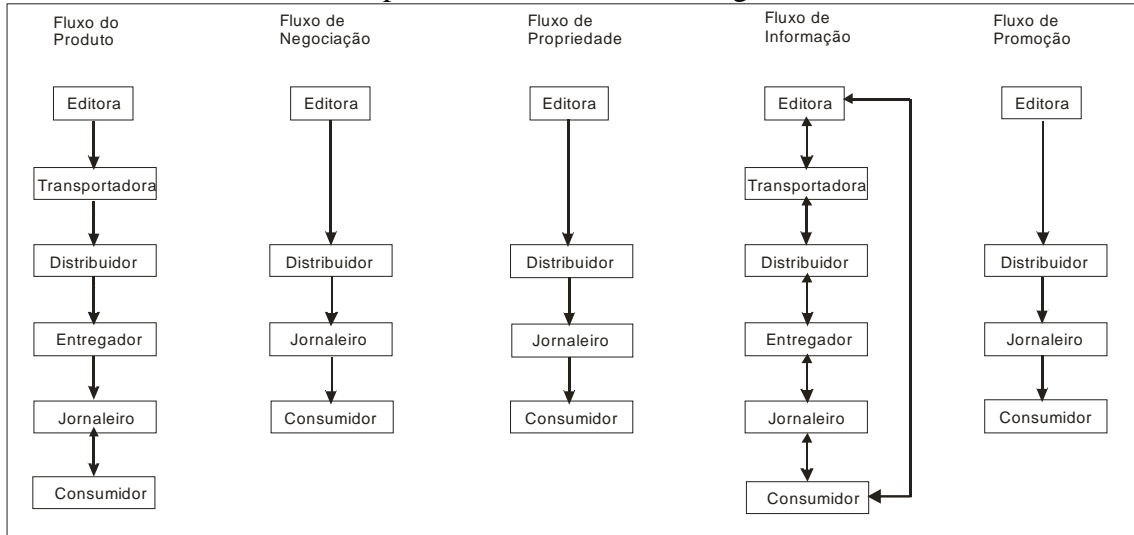 Fluxo do
Produto
Editora
Transportadora
Distribuidor
Entregador
Jornaleiro
Consumidor
Fluxo de
Negociação
Editora
Distribuidor
Jornaleiro
Consumidor
Fluxo de
Propriedade
Editora
Distribuidor
Jornaleiro
Consumidor
Fluxo de
Informação
Editora
Transportadora
Distribuidor
Entregador
Jornaleiro
Consumidor
Fluxo de
Promoção
Editora
Distribuidor
Jornaleiro
Consumidor